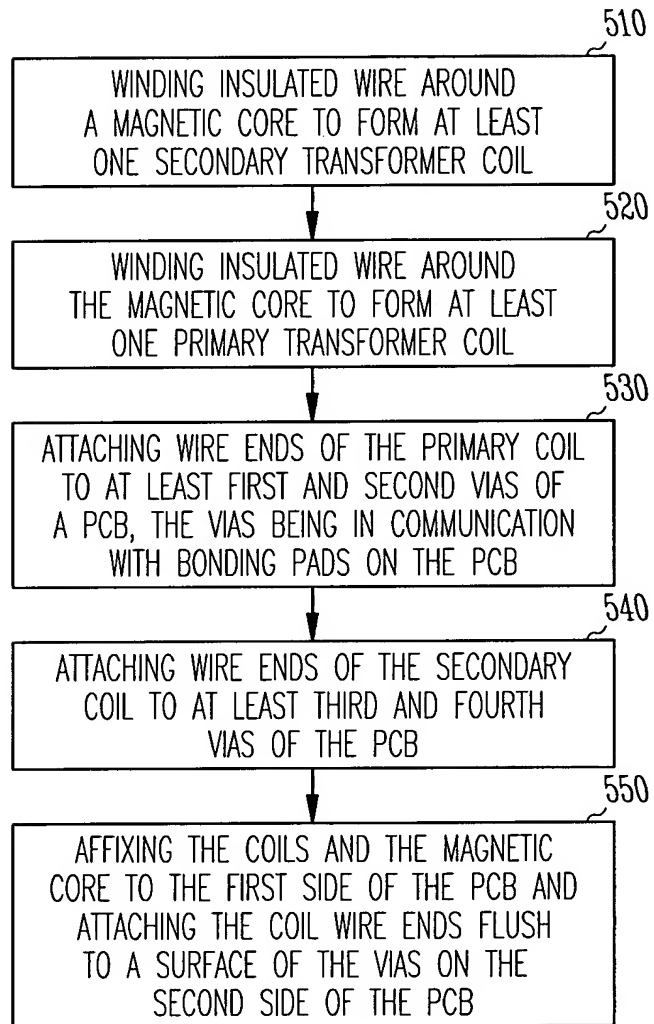 510
WINDING INSULATED WIRE AROUND
A MAGNETIC CORE TO FORM AT LEAST
ONE SECONDARY TRANSFORMER COIL
520
WINDING INSULATED WIRE AROUND
THE MAGNETIC CORE TO FORM AT LEAST
ONE PRIMARY TRANSFORMER COIL
530
ATTACHING WIRE ENDS OF THE PRIMARY COIL
TO AT LEAST FIRST AND SECOND VIAS OF
A PCB, THE VIAS BEING IN COMMUNICATION
WITH BONDING PADS ON THE PCB
540
ATTACHING WIRE ENDS OF THE SECONDARY
COIL TO AT LEAST THIRD AND FOURTH
VIAS OF THE PCB
550
AFFIXING THE COILS AND THE MAGNETIC
CORE TO THE FIRST SIDE OF THE PCB AND
ATTACHING THE COIL WIRE ENDS FLUSH
TO A SURFACE OF THE VIAS ON THE
SECOND SIDE OF THE PCB